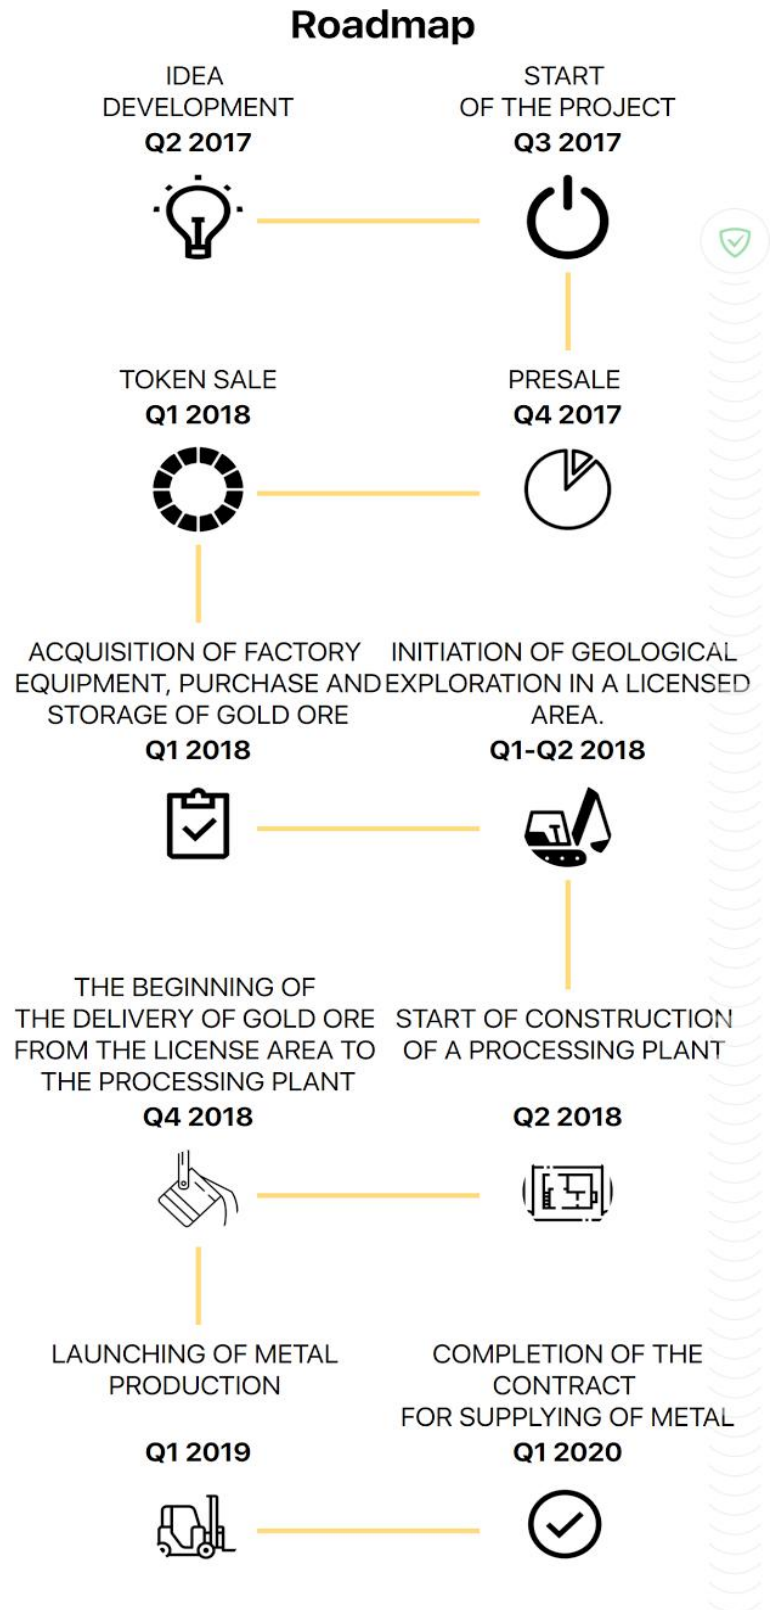 Roadmap
IDEA
DEVELOPMENT
Q2 2017
START
OF THE PROJECT
Q3 2017
TOKEN SALE
Q1 2018
PRESALE
Q4 2017
ACQUISITION OF FACTORY
EQUIPMENT, PURCHASE AND
STORAGE OF GOLD ORE
Q1 2018
INITIATION OF GEOLOGICAL
EXPLORATION IN A LICENSED
AREA.
Q1-Q2 2018
THE BEGINNING OF
THE DELIVERY OF GOLD ORE
FROM THE LICENSE AREA TO
THE PROCESSING PLANT
Q4 2018
START OF CONSTRUCTION
OF A PROCESSING PLANT
Q2 2018
LAUNCHING OF METAL
PRODUCTION
Q1 2019
COMPLETION OF THE
CONTRACT
FOR SUPPLYING OF METAL
Q1 2020